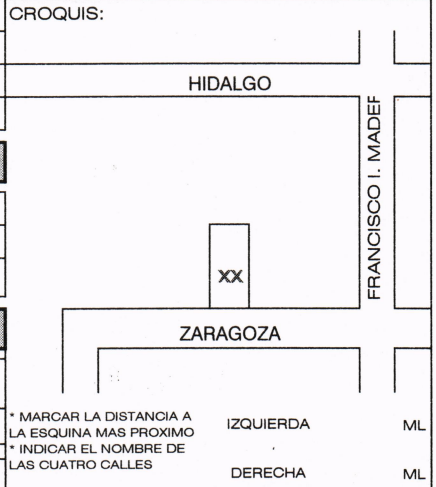 CROQUIS:
HIDALGO
FRANCISCO I. MADER
XX
ZARAGOZA
* MARCAR LA DISTANCIA A
LA ESQUINA MAS PROXIMO
* INDICAR EL NOMBRE DE
LAS CUATRO CALLES
IZQUIERDA ML
DERECHA ML